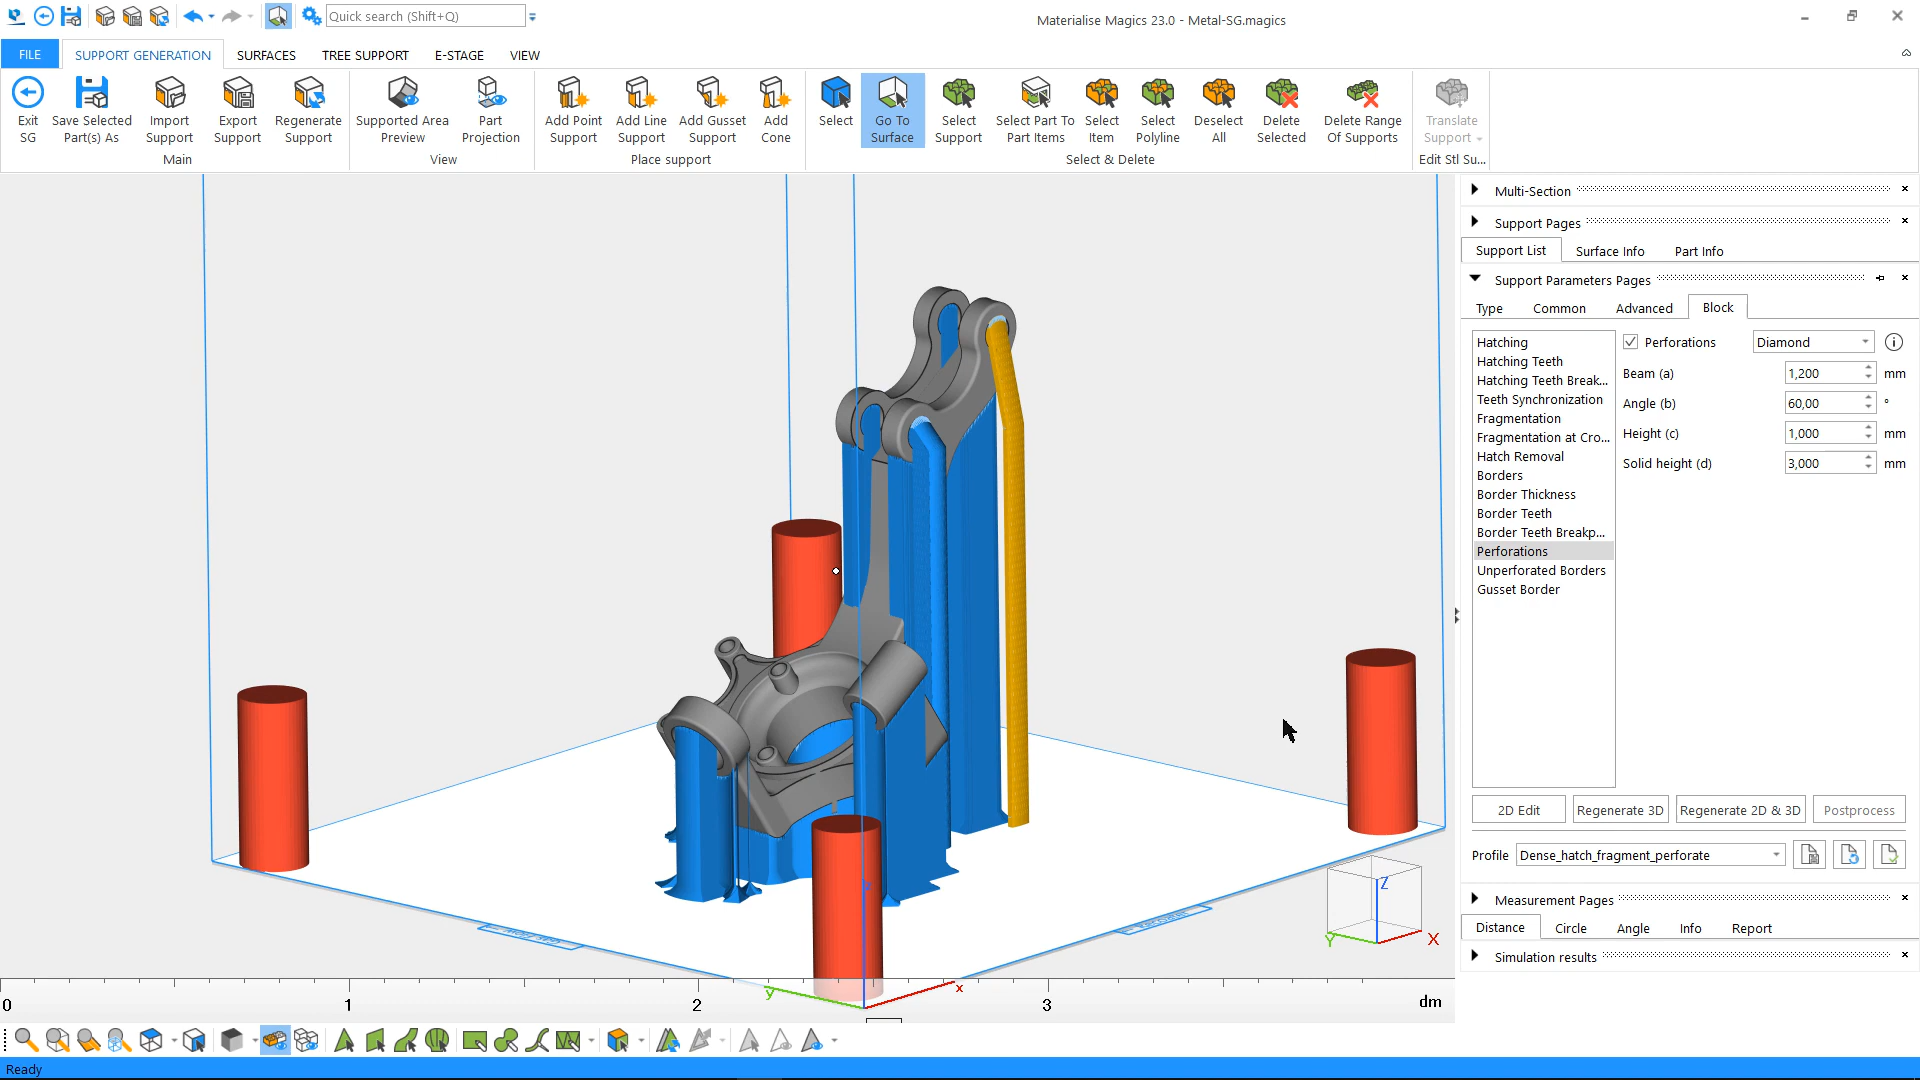 Quick search (Shift+Q)
Materialise Magics 23.0 - Metal-SG.magics
FILE
SUPPORT GENERATION
SURFACES
TREE SUPPORT
E-STAGE
VIEW
Exit SG
Save Selected Part(s) As
Import Support
Export Support
Regenerate Support
Supported Area Preview
Part Projection
Add Point Support
Add Line Support
Add Gusset Support
Add Cone
Select
Go To Surface
Select Support
Select Part To Part Items
Select Item
Select Polyline
Deselect All
Delete Selected
Delete Range Of Supports
Translate Support
Main
View
Place support
Select & Delete
Edit Stl Su...
Multi-Section
Support Pages
Support List
Surface Info
Part Info
Support Parameters Pages
Type
Common
Advanced
Block
Hatching
Hatching Teeth
Hatching Teeth Break...
Teeth Synchronization
Fragmentation
Fragmentation at Cro...
Hatch Removal
Borders
Border Thickness
Border Teeth
Border Teeth Breakp...
Perforations
Unperforated Borders
Gusset Border
Perforations
Diamond
Beam (a)
1,200
mm
Angle (b)
60,00
°
Height (c)
1,000
mm
Solid height (d)
3,000
mm
2D Edit
Regenerate 3D
Regenerate 2D & 3D
Postprocess
Profile
Dense_hatch_fragment_perforate
Measurement Pages
Distance
Circle
Angle
Info
Report
Simulation results
Z
Y
X
y
x
0
1
2
3
dm
Ready